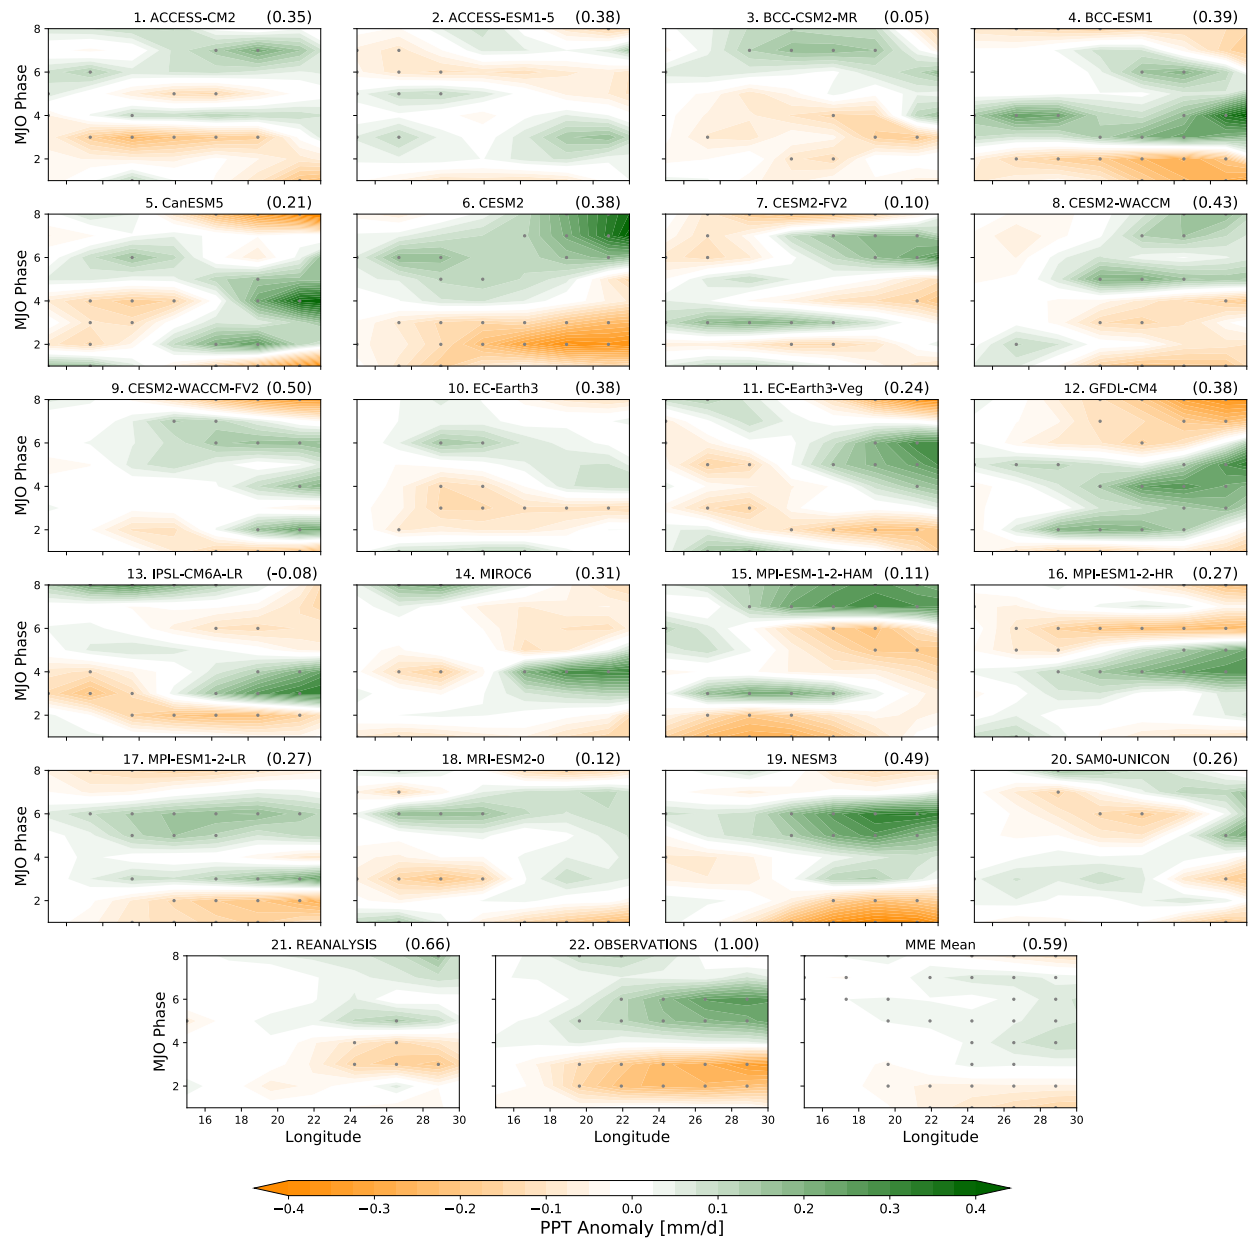 1. ACCESS-CM2 (0.35) 2. ACCESS-ESM1-5 (0.38) 3. BCC-CSM2-MR (0.05) 4. BCC-ESM1 (0.39)
MJO Phase
8
6
4
2
5. CanESM5 (0.21) 6. CESM2 (0.38) 7. CESM2-FV2 (0.10) 8. CESM2-WACCM (0.43)
MJO Phase
8
6
4
2
9. CESM2-WACCM-FV2 (0.50) 10. EC-Earth3 (0.38) 11. EC-Earth3-Veg (0.24) 12. GFDL-CM4 (0.38)
MJO Phase
8
6
4
2
13. IPSL-CM6A-LR (-0.08) 14. MIROC6 (0.31) 15. MPI-ESM-1-2-HAM (0.11) 16. MPI-ESM1-2-HR (0.27)
MJO Phase
8
6
4
2
17. MPI-ESM1-2-LR (0.27) 18. MRI-ESM2-0 (0.12) 19. NESM3 (0.49) 20. SAM0-UNICON (0.26)
MJO Phase
8
6
4
2
21. REANALYSIS (0.66) 22. OBSERVATIONS (1.00) MME Mean (0.59)
MJO Phase
8
6
4
2
16 18 20 22 24 26 28 30 16 18 20 22 24 26 28 30 16 18 20 22 24 26 28 30
Longitude Longitude Longitude
−0.4 −0.3 −0.2 −0.1 0.0 0.1 0.2 0.3 0.4
PPT Anomaly [mm/d]